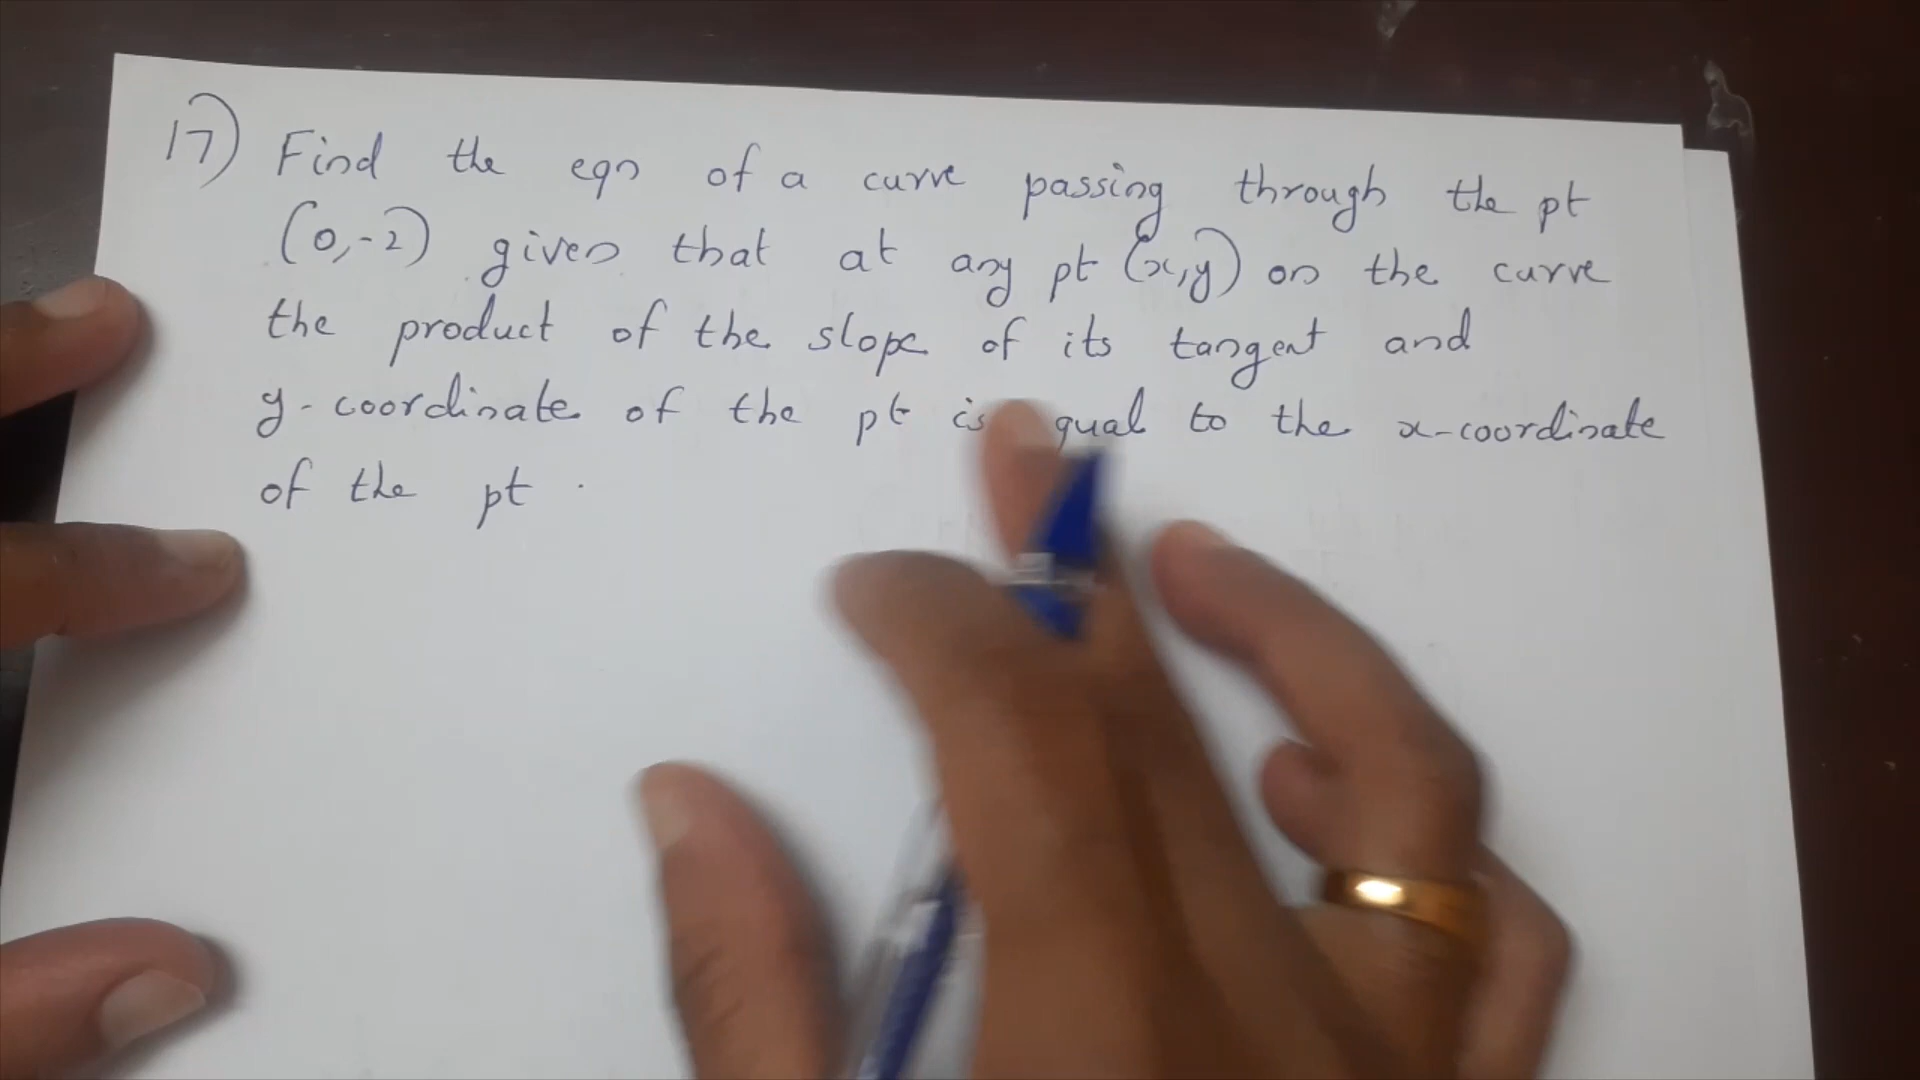 17) Find the eqn of a curve passing through the pt
(0,-2) given that at any pt (x,y) on the curve
the product of the slope of its tangent and
y-coordinate of the pt is qual to the x-coordinate
of the pt .